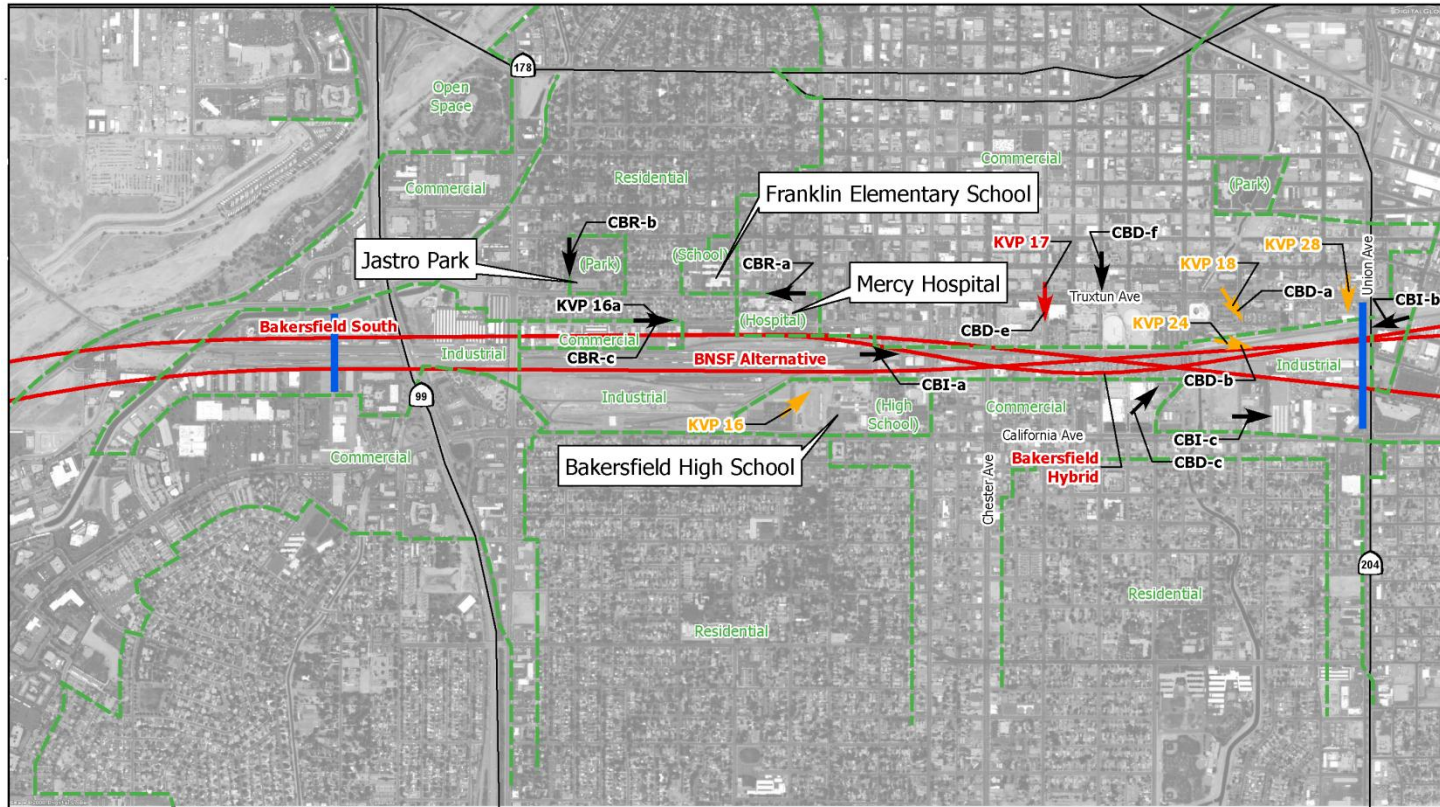 178
Open
Space
Commercial
Commercial
Residential
(Park)
Franklin Elementary School
CBR-b
KVP 17
CBD-f
KVP 28
Jastro Park
(Park)
(School)
CBR-a
Mercy Hospital
KVP 18
Union Ave
Truxtun Ave
CBD-a
CBI-b
KVP 16a
(Hospital)
CBD-e
KVP 24
Bakersfield South
Commercial
Industrial
CBR-c
BNSF Alternative
CBI-a
CBD-b
Industrial
99
Industrial
KVP 16
(High
School)
Commercial
California Ave
CBI-c
Commercial
Bakersfield High School
Bakersfield
Hybrid
CBD-c
Chester Ave
204
Residential
Residential